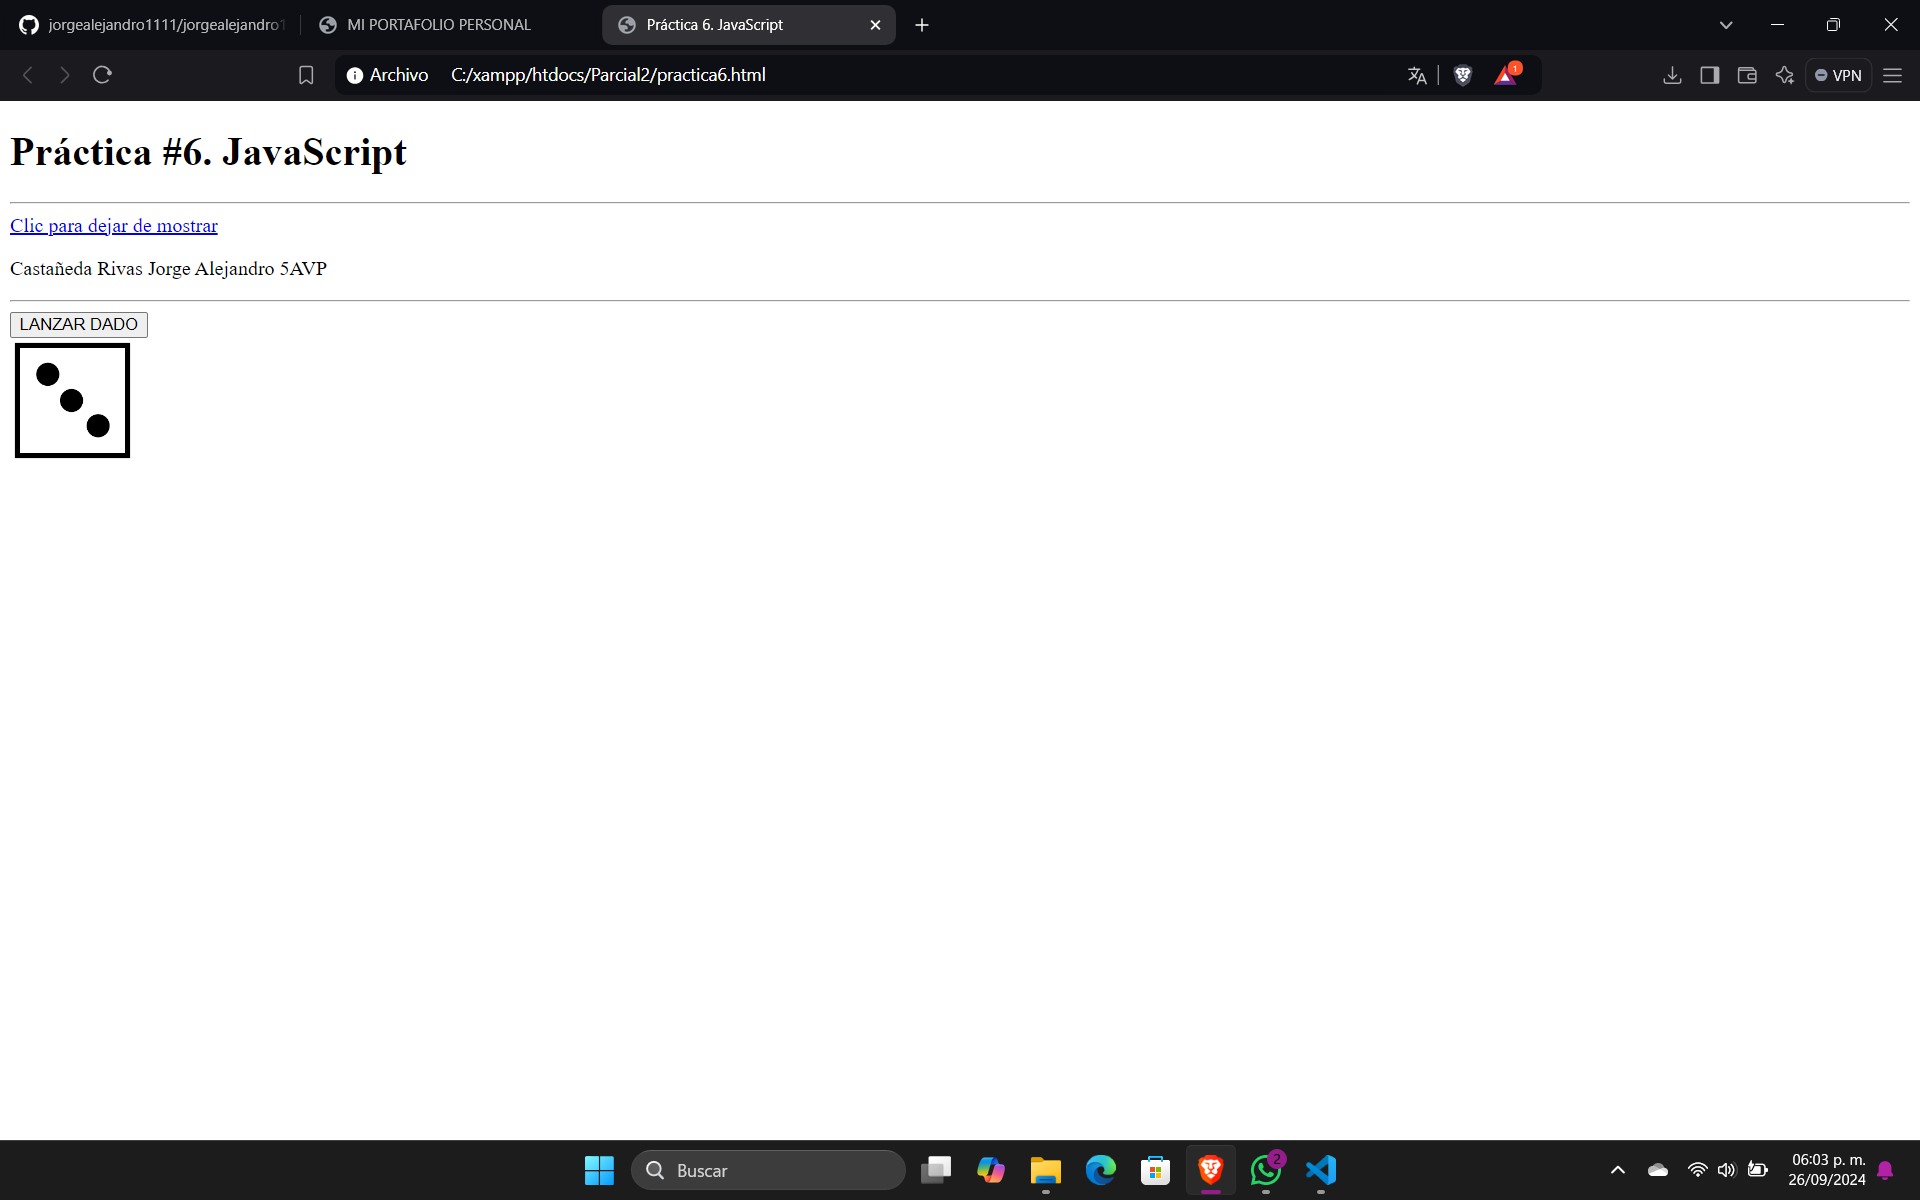 jorgealejandro1111/jorgealejandro1
MI PORTAFOLIO PERSONAL
Práctica 6. JavaScript
Archivo
C:/xampp/htdocs/Parcial2/practica6.html
1
VPN
Práctica #6. JavaScript
Clic para dejar de mostrar
Castañeda Rivas Jorge Alejandro 5AVP
LANZAR DADO
Buscar
2
06:03 p. m.
26/09/2024